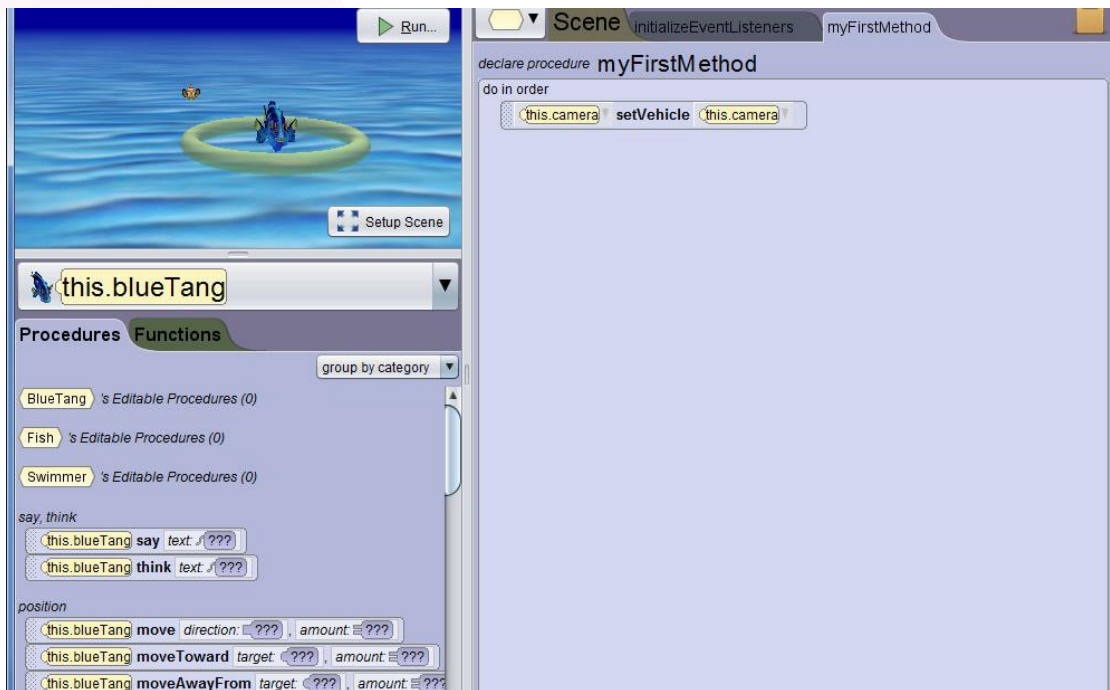 Run...
Setup Scene
this.blueTang
Procedures Functions
group by category
BlueTang 's Editable Procedures (0)
Fish 's Editable Procedures (0)
Swimmer 's Editable Procedures (0)
say, think
this.blueTang say text: ???
this.blueTang think text: ???
position
this.blueTang move direction: ??? , amount: ???
this.blueTang moveToward target: ??? , amount: ???
this.blueTang moveAwayFrom target: ??? , amount: ???
Scene initializeEventListeners myFirstMethod
declare procedure myFirstMethod
do in order
this.camera setVehicle this.camera